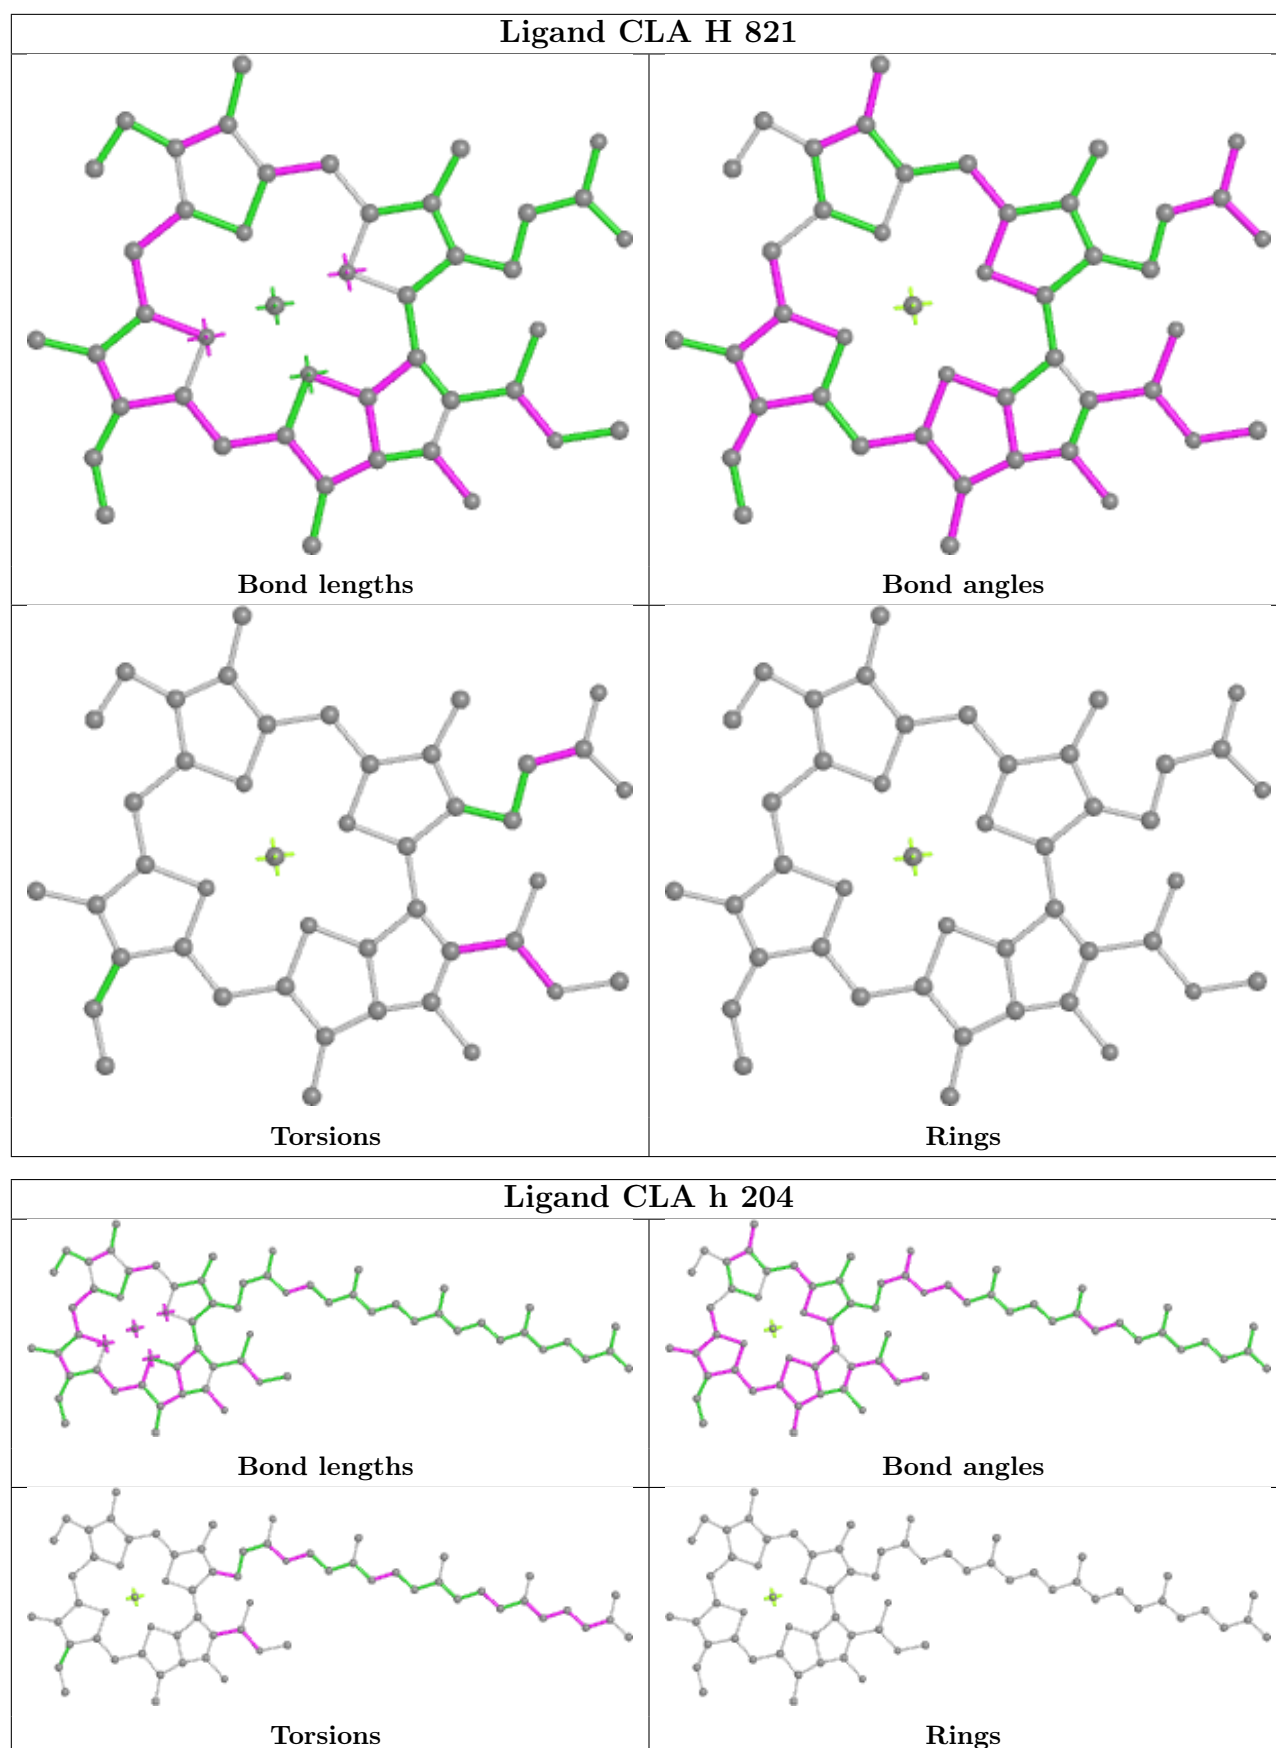 Ligand CLA H 821
Bond lengths
Bond angles
Torsions
Rings
Ligand CLA h 204
Bond lengths
Bond angles
Torsions
Rings